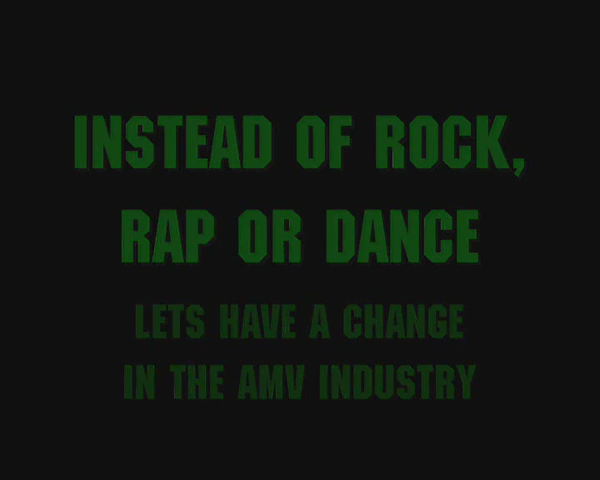 INSTEAD OF ROCK,
RAP OR DANCE
LETS HAVE A CHANGE
IN THE AMV INDUSTRY